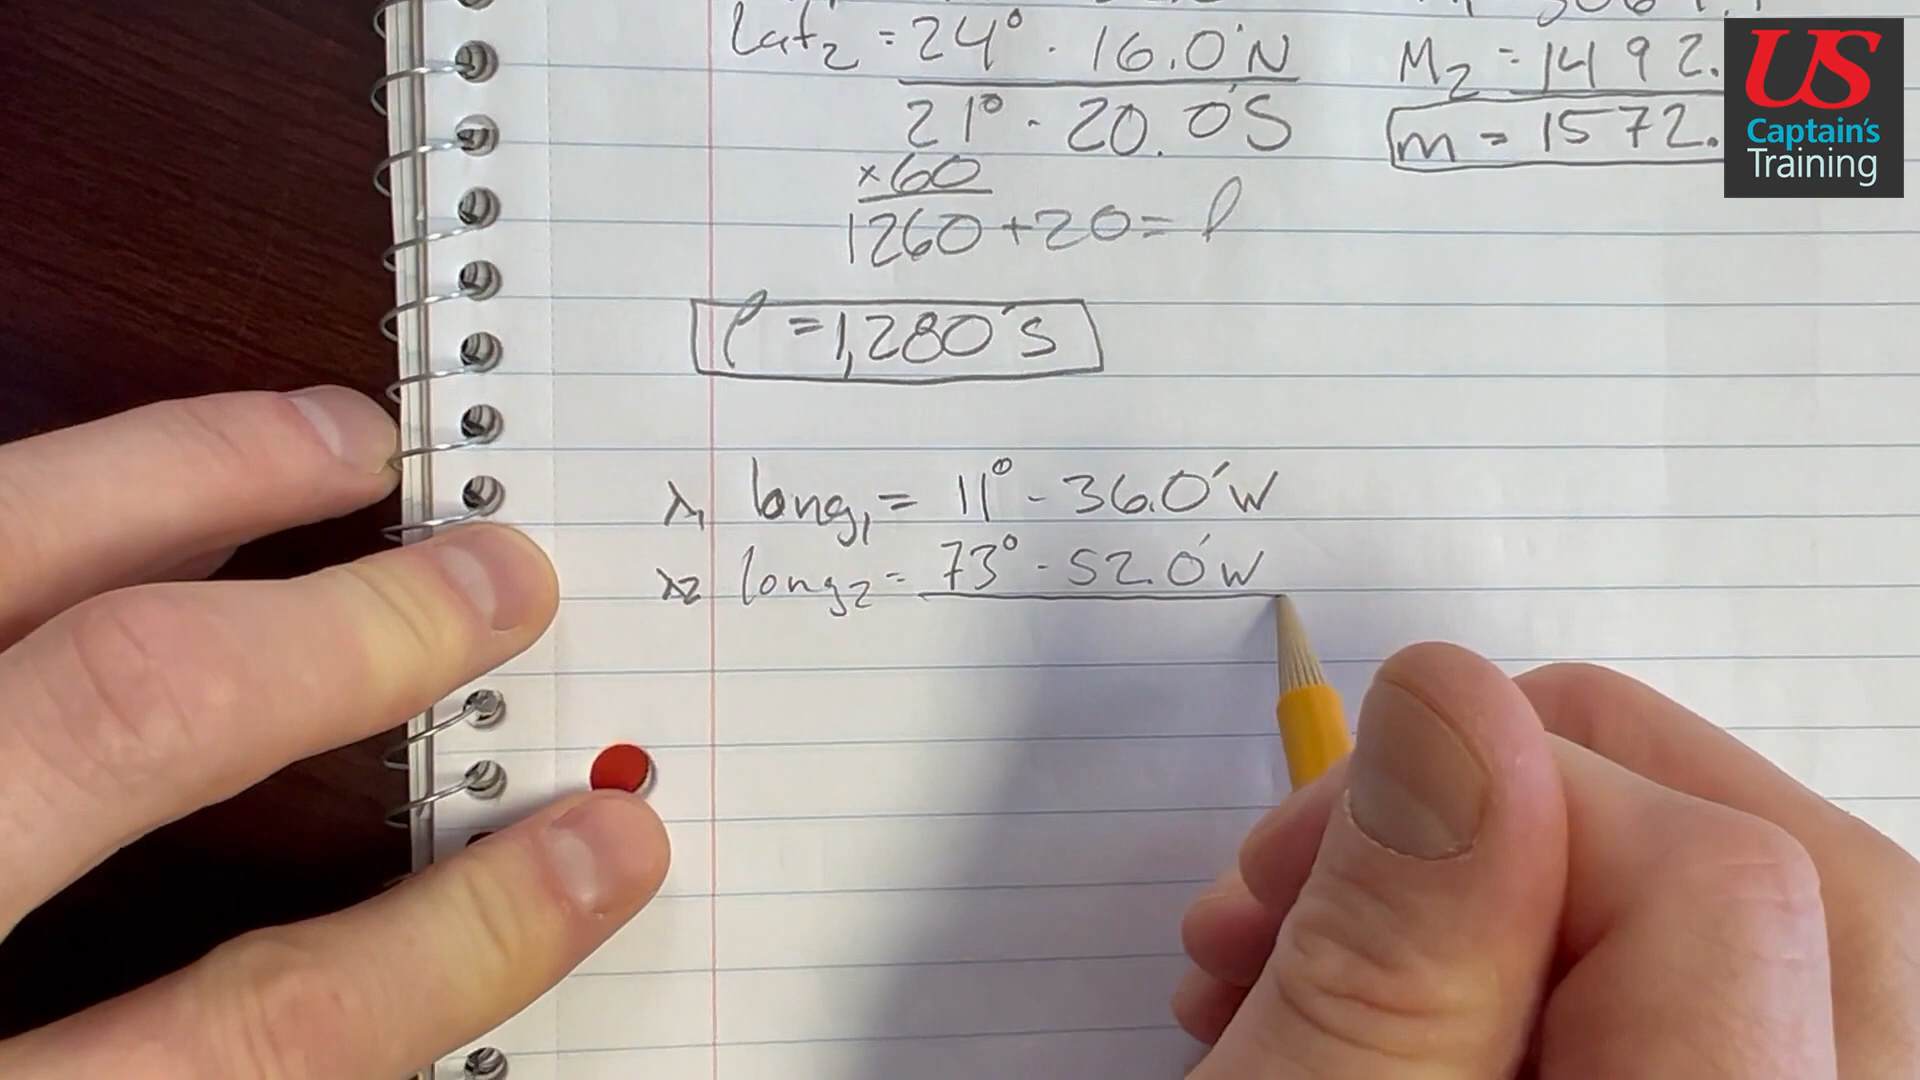 Lat₂ = 24° - 16.0'N
M₂ = 1492.
21° - 20.0'S
m = 1572.
×60
1260 + 20 = l
l = 1,280's
λ₁ long₁ = 11° - 36.0'W
λ₂ long₂ = 73° - 52.0'W
US
Captain's
Training